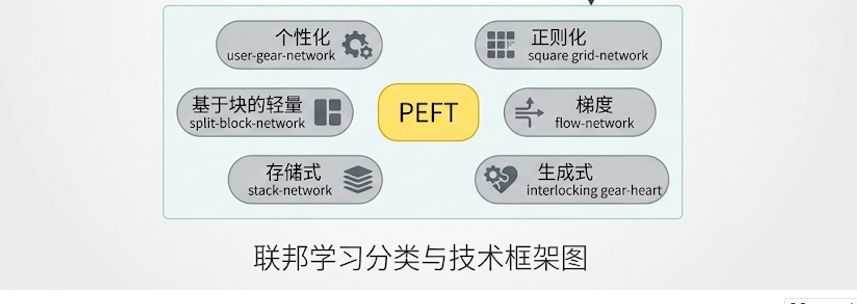 个性化
user-gear-network
正则化
square grid-network
基于块的轻量
split-block-network
PEFT
梯度
flow-network
存储式
stack-network
生成式
interlocking gear-heart
联邦学习分类与技术框架图